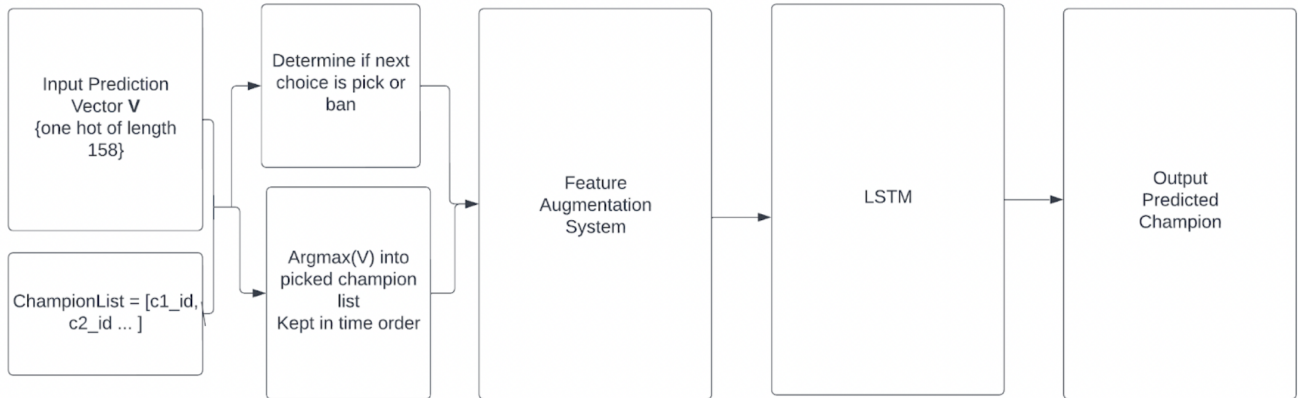 Input Prediction
Vector V
{one hot of length
158}
ChampionList = [c1_id,
c2_id ... ]
Determine if next
choice is pick or
ban
Argmax(V) into
picked champion
list
Kept in time order
Feature
Augmentation
System
LSTM
Output
Predicted
Champion